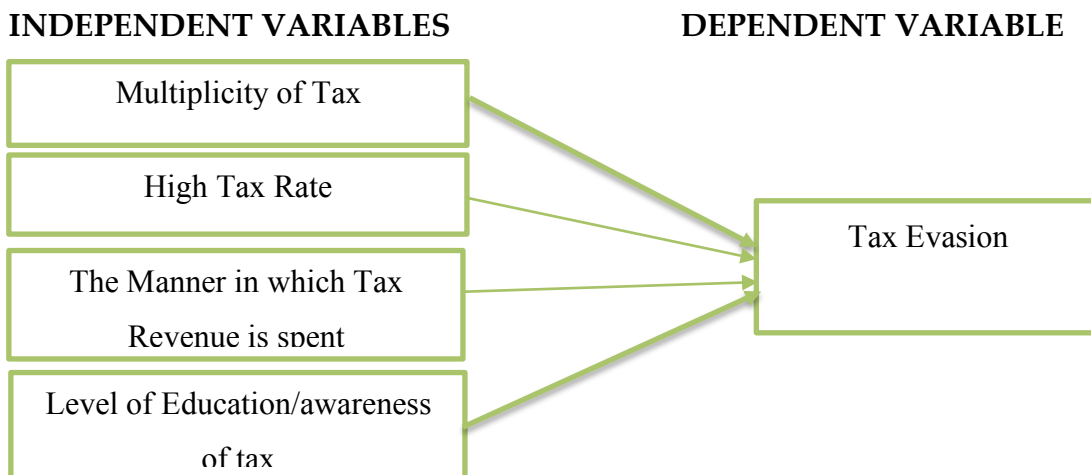 INDEPENDENT VARIABLES
DEPENDENT VARIABLE
Multiplicity of Tax
High Tax Rate
The Manner in which Tax
Revenue is spent
Level of Education/awareness
of tax
Tax Evasion